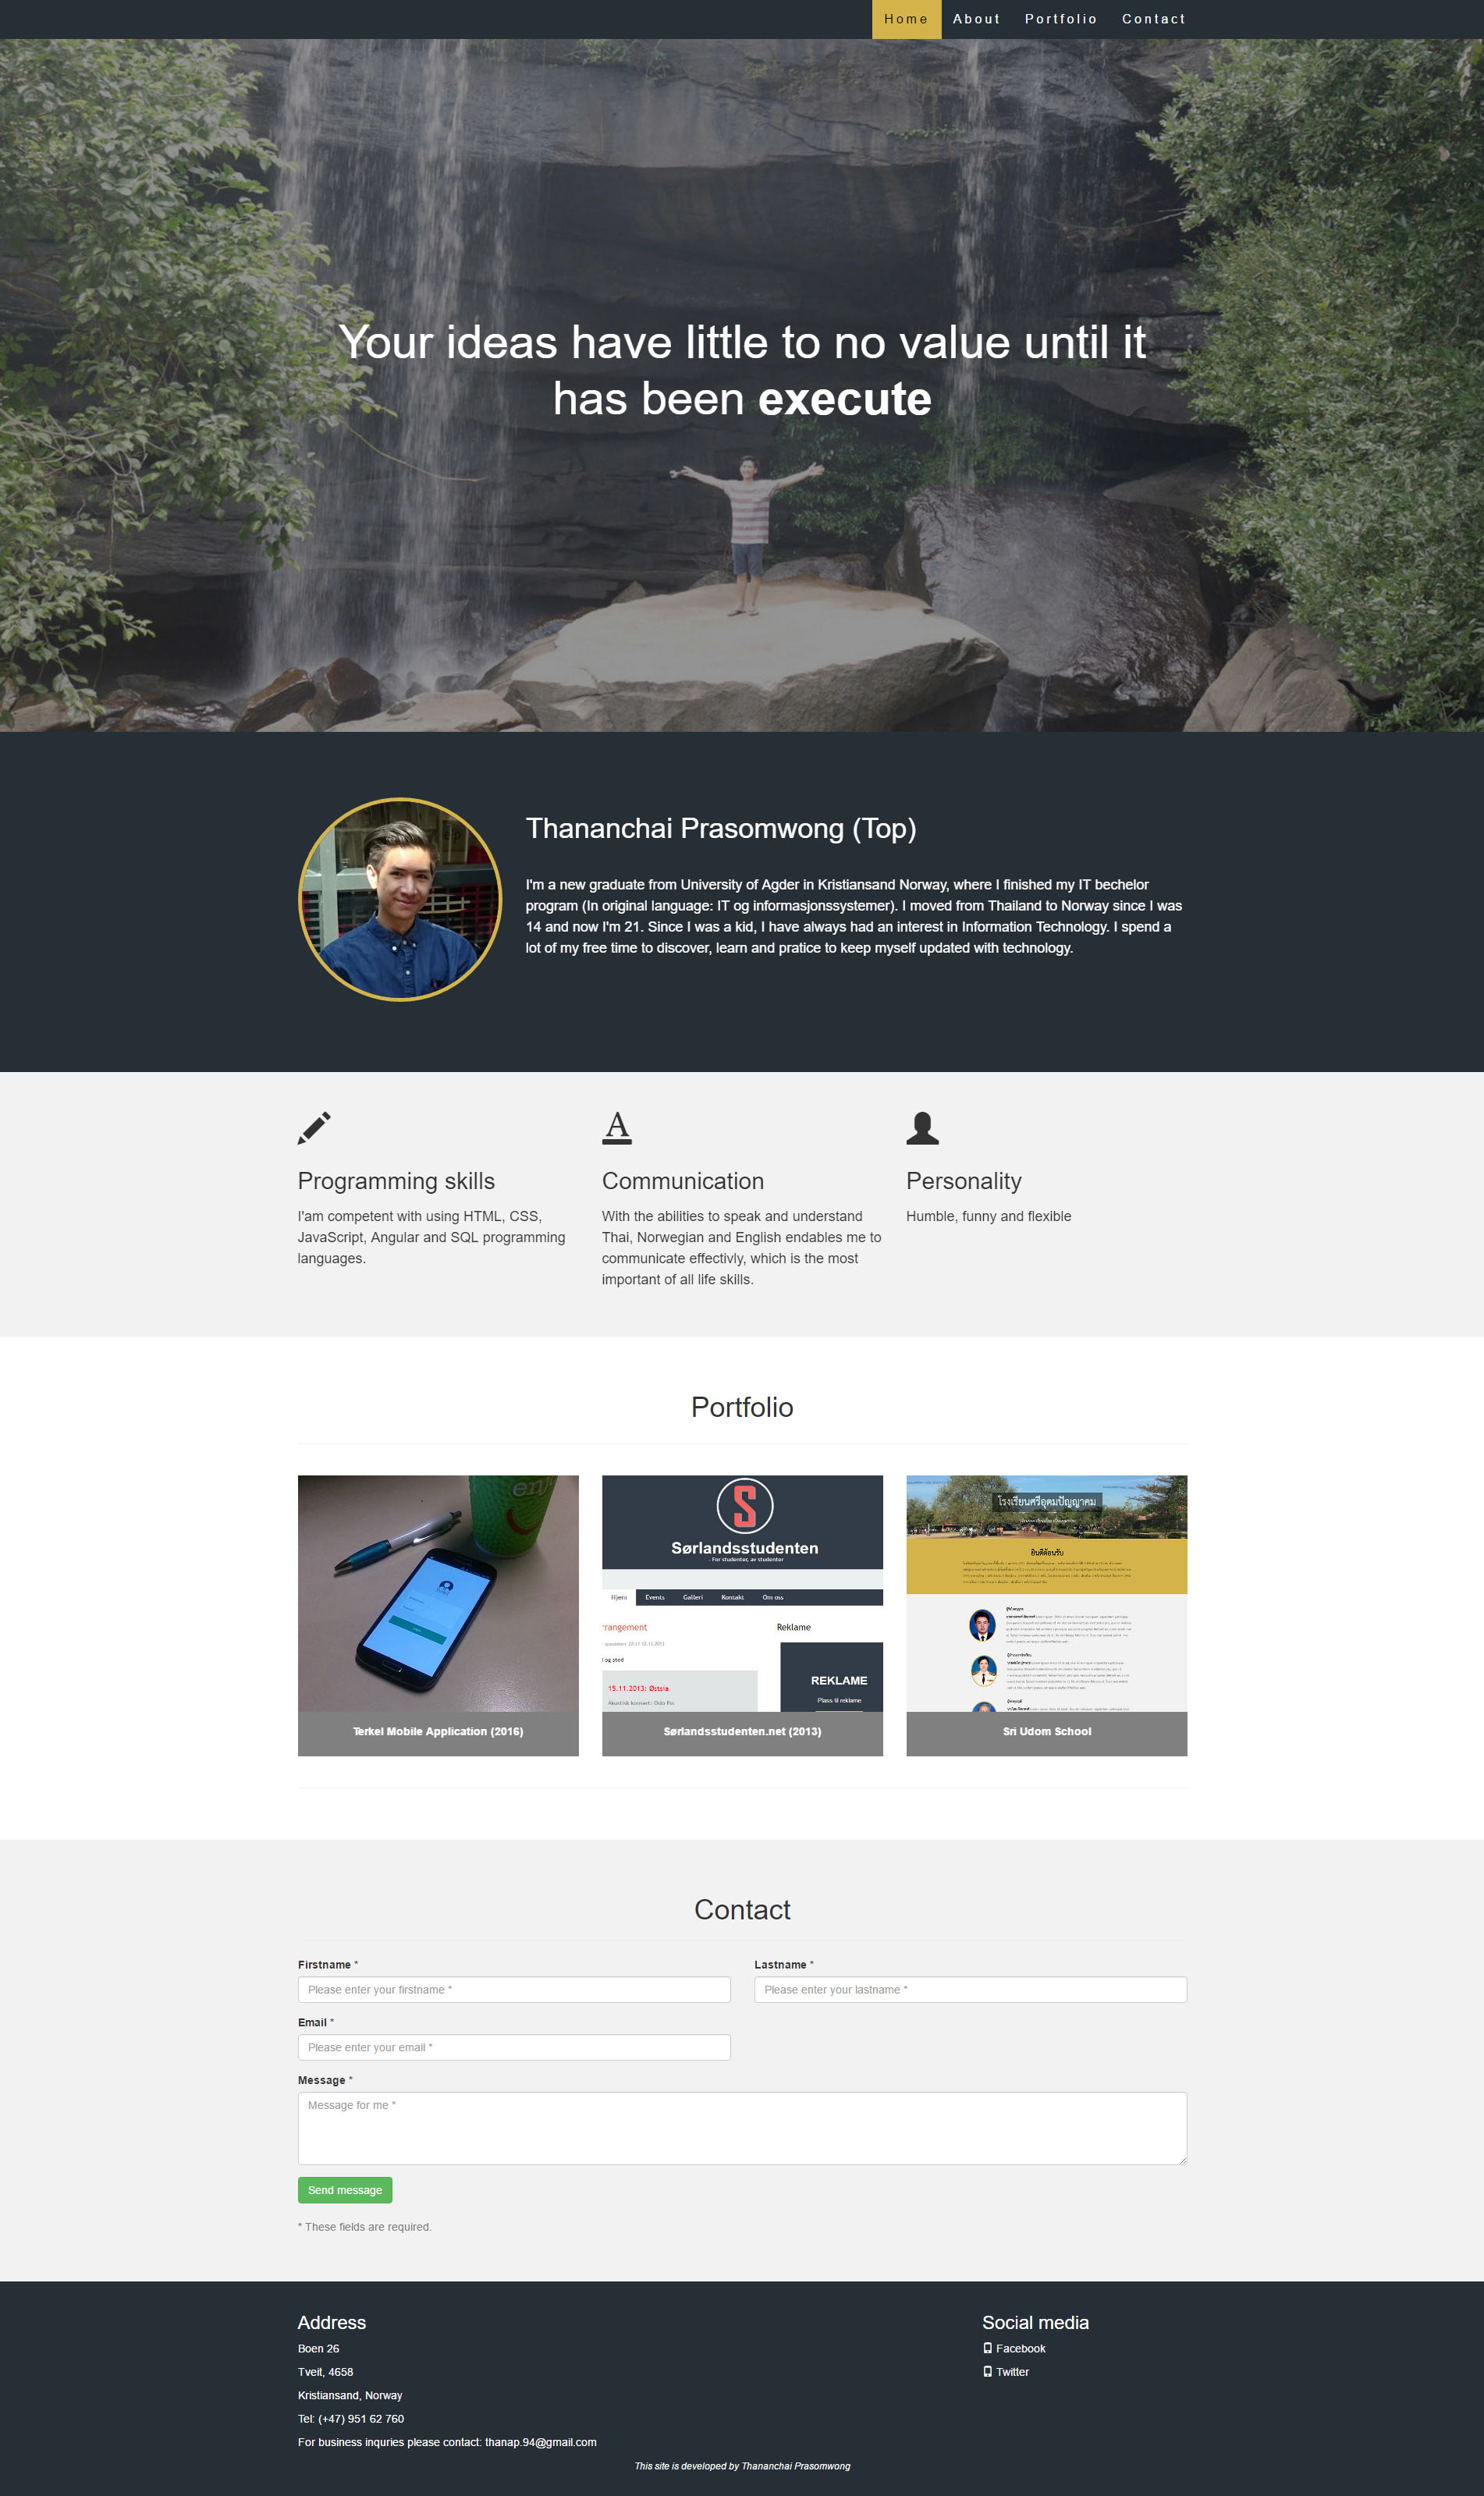 Home About Portfolio Contact
Your ideas have little to no value until it
has been execute
Thananchai Prasomwong (Top)
I'm a new graduate from University of Agder in Kristiansand Norway, where I finished my IT bechelor
program (In original language: IT og informasjonssystemer). I moved from Thailand to Norway since I was
14 and now I'm 21. Since I was a kid, I have always had an interest in Information Technology. I spend a
lot of my free time to discover, learn and pratice to keep myself updated with technology.
Programming skills
I'am competent with using HTML, CSS,
JavaScript, Angular and SQL programming
languages.
Communication
With the abilities to speak and understand
Thai, Norwegian and English endables me to
communicate effectivly, which is the most
important of all life skills.
Personality
Humble, funny and flexible
Portfolio
Terkel Mobile Application (2016)
S
Sørlandsstudenten
- For studenter, av studenter
Hjem Events Galleri Kontakt Om oss
rrangement
Reklame
og sted
15.11.2013: Østsia
REKLAME
Plass til reklame
Sørlandsstudenten.net (2013)
โรงเรียนศรีอุดมปัญญาคม
ยินดีต้อนรับ
Sri Udom School
Contact
Firstname *
Please enter your firstname *
Lastname *
Please enter your lastname *
Email *
Please enter your email *
Message *
Message for me *
Send message
* These fields are required.
Address
Boen 26
Tveit, 4658
Kristiansand, Norway
Tel: (+47) 951 62 760
For business inquries please contact: thanap.94@gmail.com
Social media
Facebook
Twitter
This site is developed by Thananchai Prasomwong